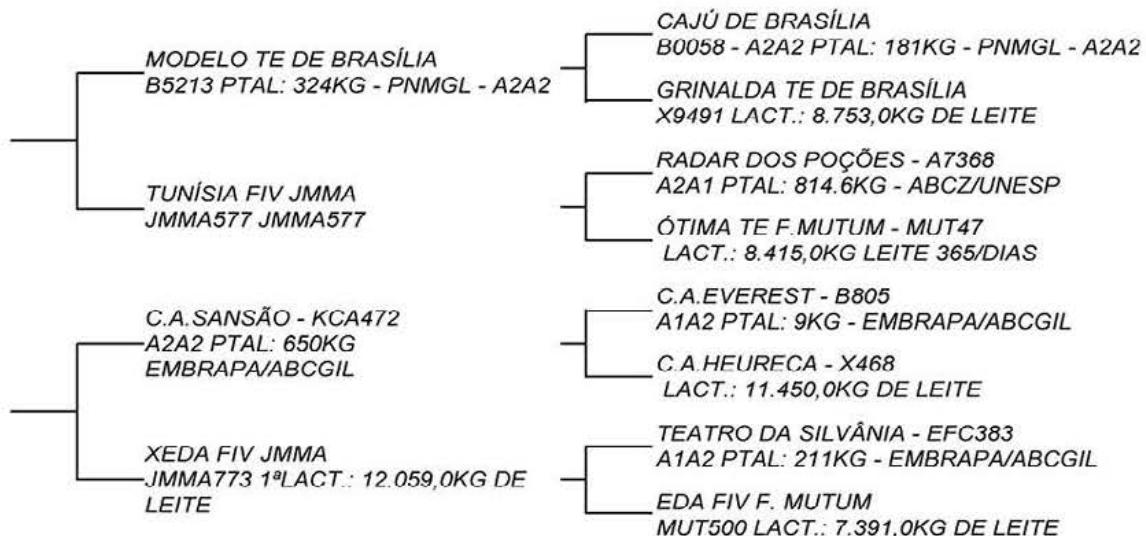 MODELO TE DE BRASÍLIA
B5213 PTAL: 324KG - PNMGL - A2A2
TUNÍSIA FIV JMMA
JMMA577 JMMA577
C.A.SANSÃO - KCA472
A2A2 PTAL: 650KG
EMBRAPA/ABCGIL
XEDA FIV JMMA
JMMA773 1ªLACT.: 12.059,0KG DE
LEITE
CAJÚ DE BRASÍLIA
B0058 - A2A2 PTAL: 181KG - PNMGL - A2A2
GRINALDA TE DE BRASÍLIA
X9491 LACT.: 8.753,0KG DE LEITE
RADAR DOS POÇÕES - A7368
A2A1 PTAL: 814.6KG - ABCZ/UNESP
ÓTIMA TE F.MUTUM - MUT47
LACT.: 8.415,0KG LEITE 365/DIAS
C.A.EVEREST - B805
A1A2 PTAL: 9KG - EMBRAPA/ABCGIL
C.A.HEURECA - X468
LACT.: 11.450,0KG DE LEITE
TEATRO DA SILVÂNIA - EFC383
A1A2 PTAL: 211KG - EMBRAPA/ABCGIL
EDA FIV F. MUTUM
MUT500 LACT.: 7.391,0KG DE LEITE